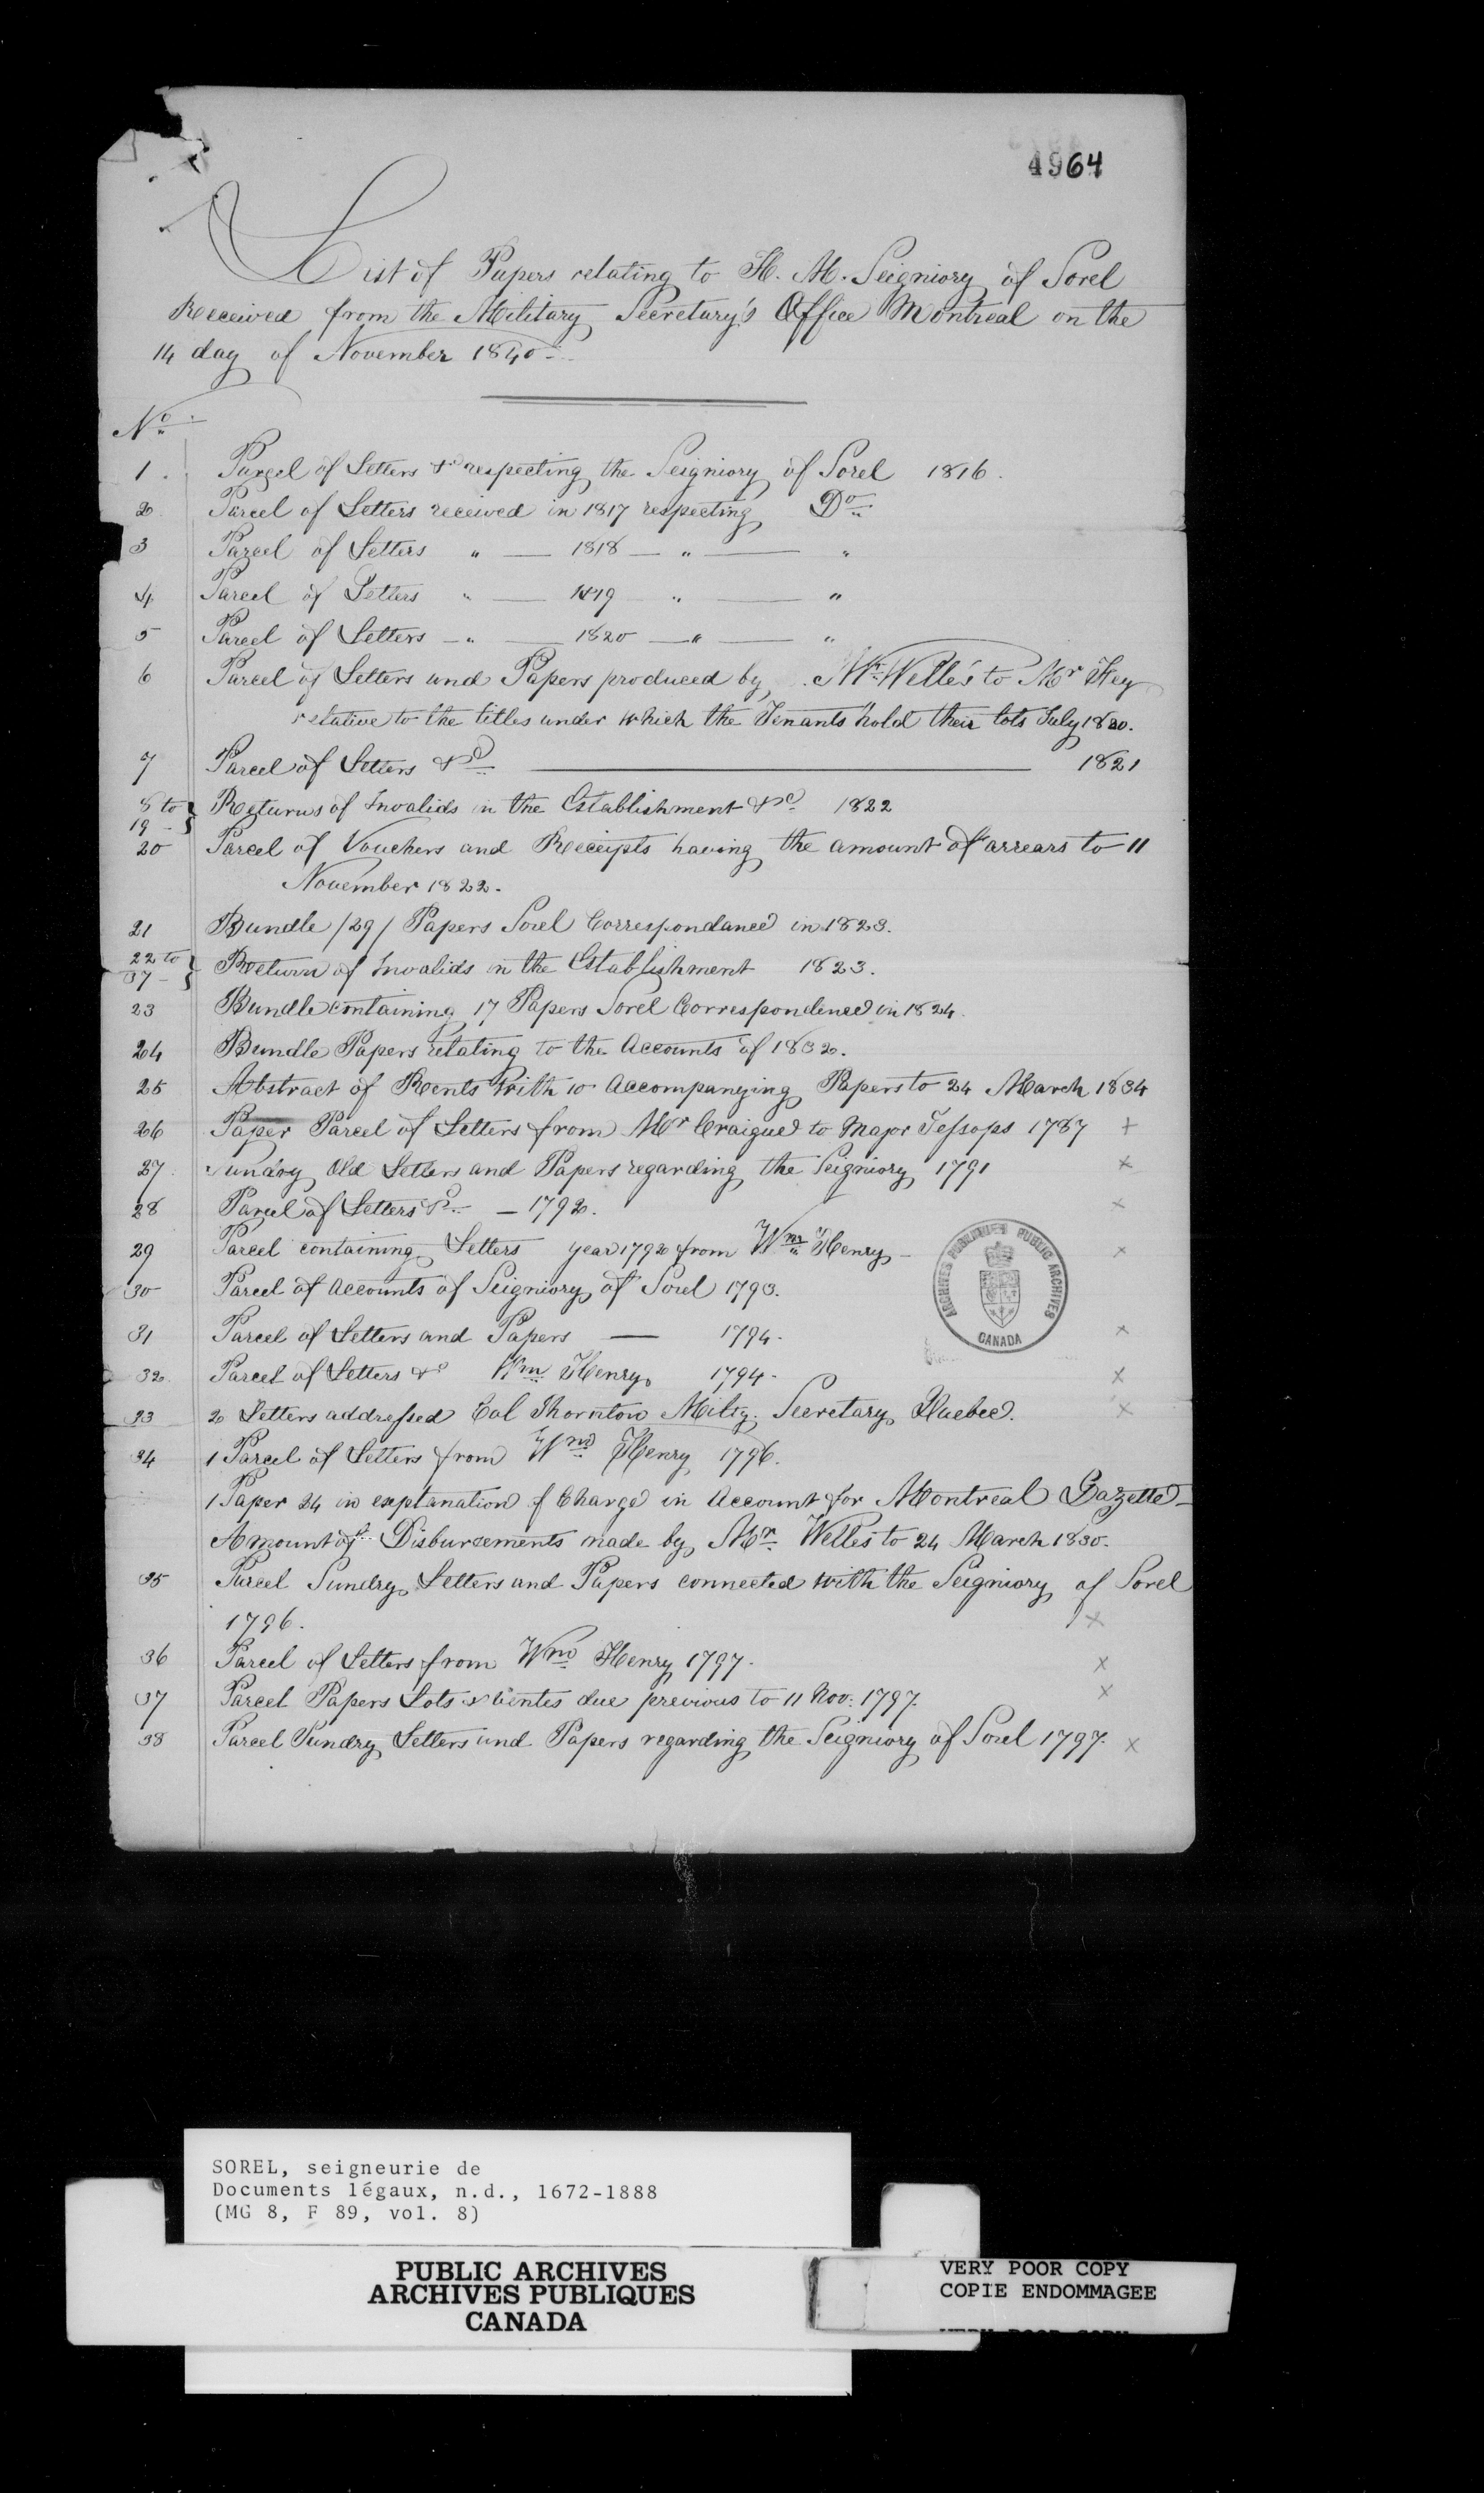 4964
List of Papers relating to H. M. Seigniory of Sorel
Received from the Military Secretary's Office Montreal on the
14 day of November 1840 -
No
1 Parcel of Letters &c respecting the Seigniory of Sorel 1816.
2 Parcel of Letters received in 1817 respecting Do
3 Parcel of Letters " — 1818 — " — "
4 Parcel of Letters " — 1819 " — "
5 Parcel of Letters — " — 1820 — " — "
6 Parcel of Letters and Papers produced by Mr. Welles to Mr
relative to the titles under which the Tenants hold their lots July 1820.
7 Parcel of Letters &c — 1821
8 to 19 } Returns of Invalids in the Establishment &c 1822
20 Parcel of Vouchers and Receipts having the amount of arrears to 11
November 1822.
21 Bundle /29/ Papers Sorel Correspondance in 1823.
22 to 37 } Return of Invalids in the Establishment 1823.
23 Bundle containing 17 Papers Sorel Correspondence in 1824.
24 Bundle Papers relating to the Accounts of 1832.
25 Abstract of Rents With 10 Accompanying Papers to 24 March 1834
26 Paper Parcel of Letters from Mr Craigue to Major Jessops 1787 x
27 Sundry Old Letters and Papers regarding the Seigniory 1791 x
28 Parcel of Letters &c — 1792. x
29 Parcel containing Letters year 1792 from Wm Henry — x
30 Parcel of Accounts of Seigniory of Sorel 1793.
31 Parcel of Letters and Papers — 1794. x
32 Parcel of Letters &c Wm Henry 1794. x
33 2 Letters addressed Col Thornton Milty. Secretary Quebec. x
34 1 Parcel of Letters from Wm Henry 1796.
1 Paper 24 in explanation of Charge in Account for Montreal Gazette —
Amount of Disbursements made by Mr. Welles to 24 March 1830.
35 Parcel Sundry Letters and Papers connected with the Seigniory of Sorel
1796. x
36 Parcel of Letters from Wm Henry 1797. x
37 Parcel Papers Lots & Ventes due previous to 11 Nov. 1797. x
38 Parcel Sundry Letters and Papers regarding the Seigniory of Sorel 1797. x
ARCHIVES PUBLIQUES PUBLIC ARCHIVES
CANADA
SOREL, seigneurie de
Documents légaux, n.d., 1672-1888
(MG 8, F 89, vol. 8)
PUBLIC ARCHIVES
ARCHIVES PUBLIQUES
CANADA
VERY POOR COPY
COPIE ENDOMMAGEE
VERY POOR COPY